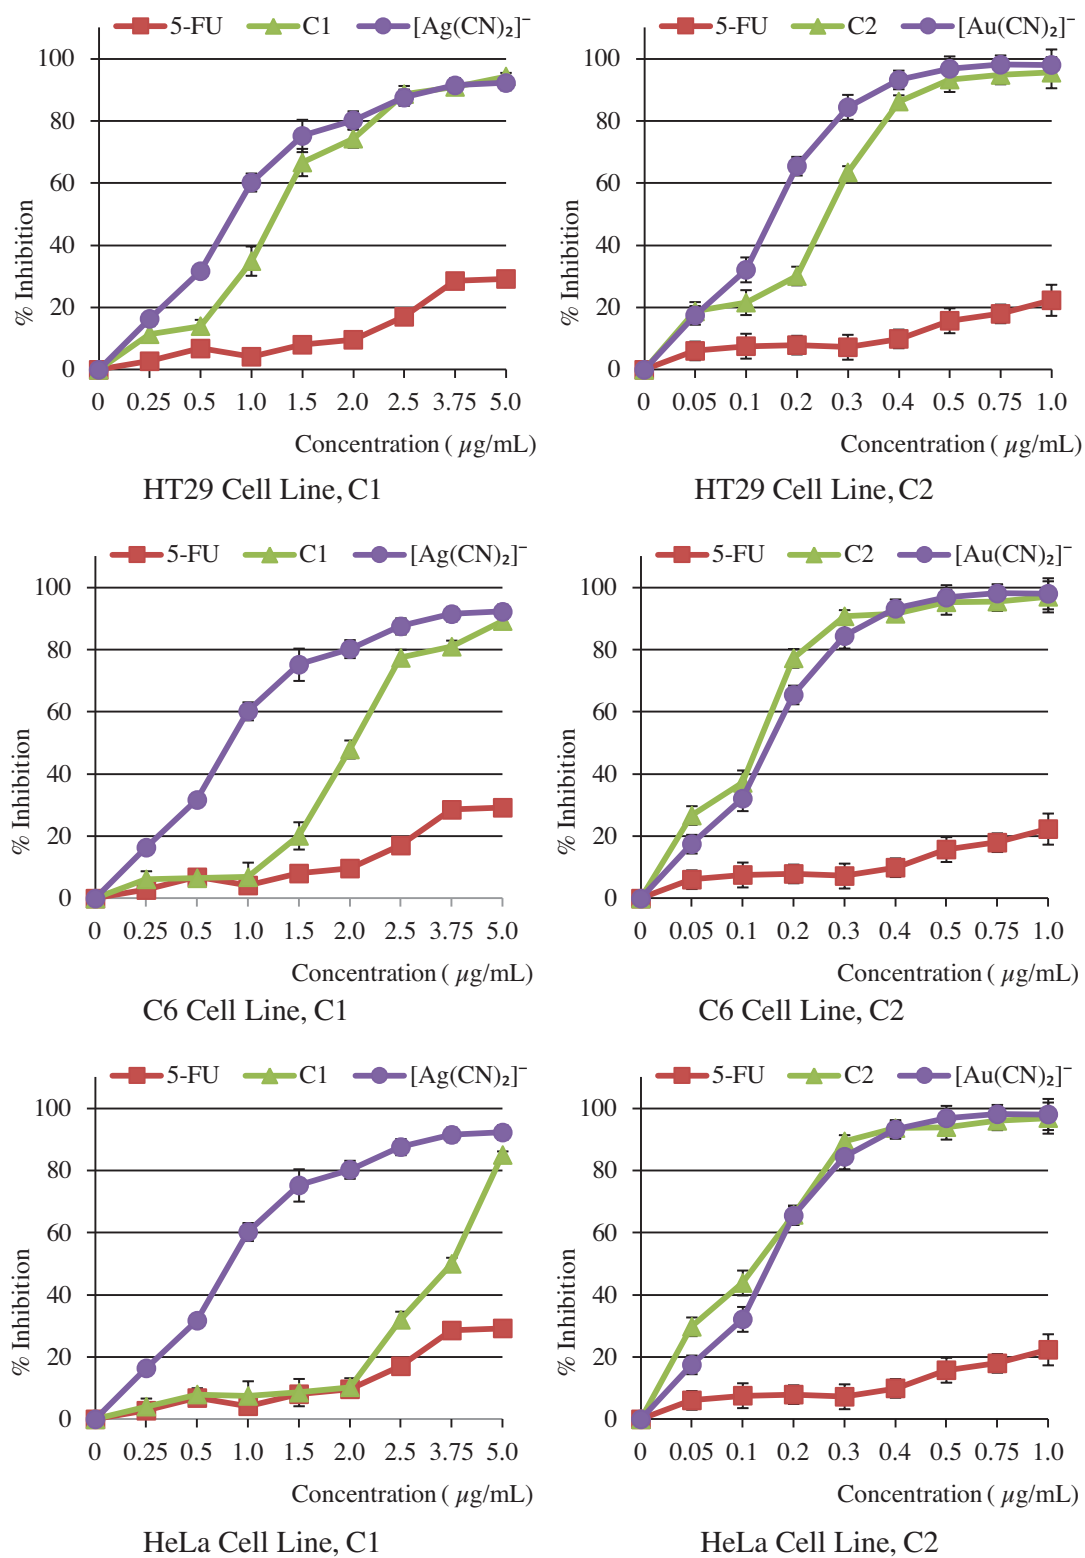 5-FU C1 [Ag(CN)₂]⁻
% Inhibition
100
80
60
40
20
0
0 0.25 0.5 1.0 1.5 2.0 2.5 3.75 5.0
Concentration ( µg/mL)
HT29 Cell Line, C1
5-FU C2 [Au(CN)₂]⁻
% Inhibition
100
80
60
40
20
0
0 0.05 0.1 0.2 0.3 0.4 0.5 0.75 1.0
Concentration ( µg/mL)
HT29 Cell Line, C2
5-FU C1 [Ag(CN)₂]⁻
% Inhibition
100
80
60
40
20
0
0 0.25 0.5 1.0 1.5 2.0 2.5 3.75 5.0
Concentration ( µg/mL)
C6 Cell Line, C1
5-FU C2 [Au(CN)₂]⁻
% Inhibition
100
80
60
40
20
0
0 0.05 0.1 0.2 0.3 0.4 0.5 0.75 1.0
Concentration ( µg/mL)
C6 Cell Line, C2
5-FU C1 [Ag(CN)₂]⁻
% Inhibition
100
80
60
40
20
0
0 0.25 0.5 1.0 1.5 2.0 2.5 3.75 5.0
Concentration ( µg/mL)
HeLa Cell Line, C1
5-FU C2 [Au(CN)₂]⁻
% Inhibition
100
80
60
40
20
0
0 0.05 0.1 0.2 0.3 0.4 0.5 0.75 1.0
Concentration ( µg/mL)
HeLa Cell Line, C2